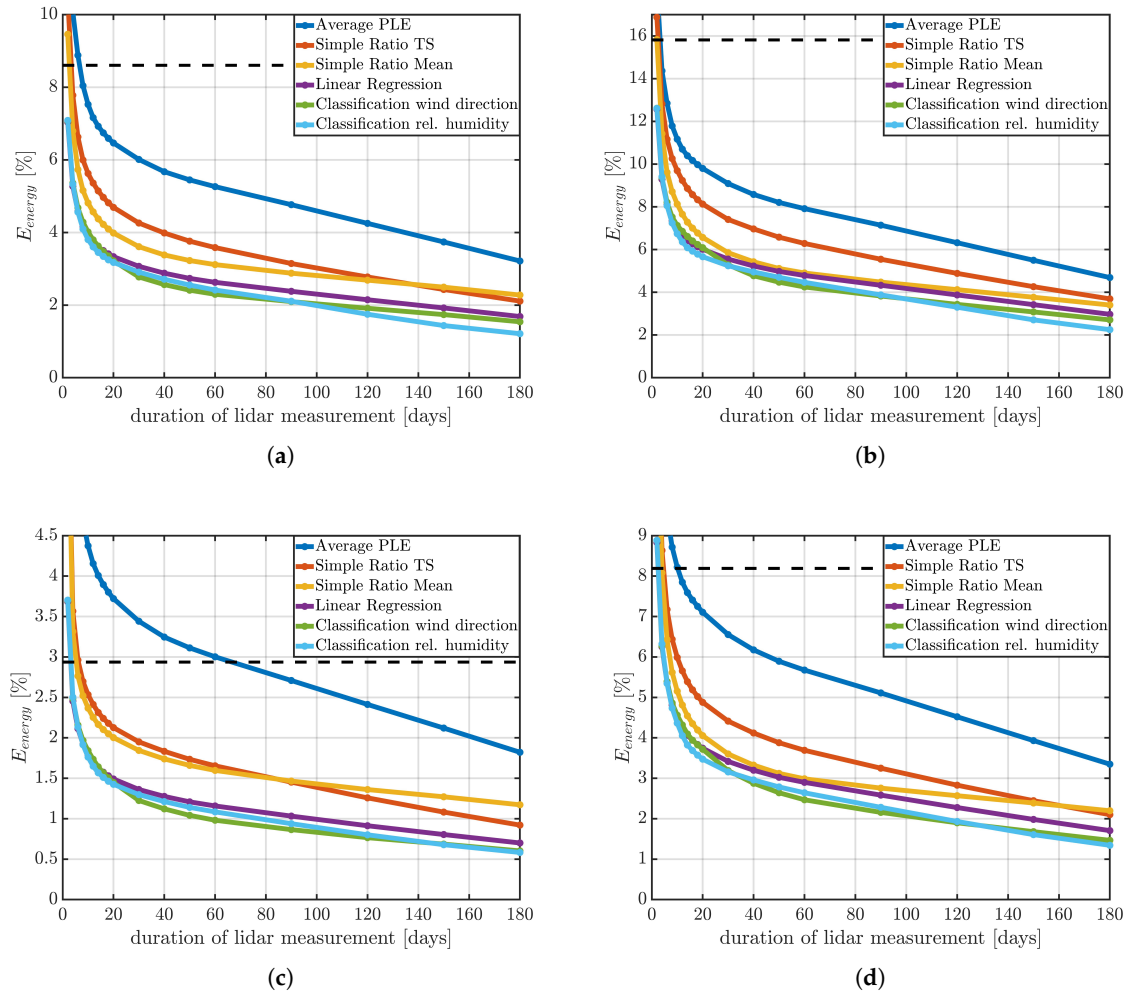 10
8
6
4
2
0
E_energy [%]
0 20 40 60 80 100 120 140 160 180
duration of lidar measurement [days]
Average PLE
Simple Ratio TS
Simple Ratio Mean
Linear Regression
Classification wind direction
Classification rel. humidity
(a)
16
14
12
10
8
6
4
2
0
E_energy [%]
0 20 40 60 80 100 120 140 160 180
duration of lidar measurement [days]
Average PLE
Simple Ratio TS
Simple Ratio Mean
Linear Regression
Classification wind direction
Classification rel. humidity
(b)
4.5
4
3.5
3
2.5
2
1.5
1
0.5
0
E_energy [%]
0 20 40 60 80 100 120 140 160 180
duration of lidar measurement [days]
Average PLE
Simple Ratio TS
Simple Ratio Mean
Linear Regression
Classification wind direction
Classification rel. humidity
(c)
9
8
7
6
5
4
3
2
1
0
E_energy [%]
0 20 40 60 80 100 120 140 160 180
duration of lidar measurement [days]
Average PLE
Simple Ratio TS
Simple Ratio Mean
Linear Regression
Classification wind direction
Classification rel. humidity
(d)